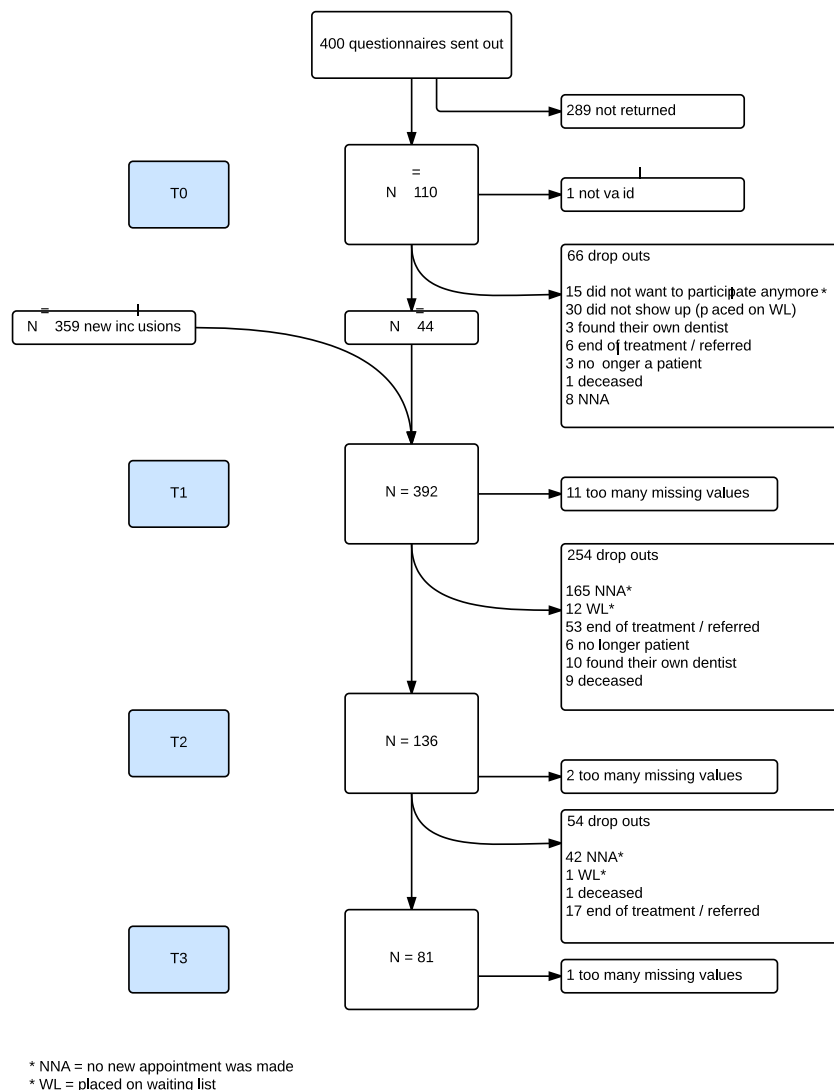 400 questionnaires sent out
289 not returned
T0
N = 110
1 not valid
66 drop outs
15 did not want to participate anymore*
30 did not show up (placed on WL)
3 found their own dentist
6 end of treatment / referred
3 no longer a patient
1 deceased
8 NNA
N = 359 new inclusions
N = 44
T1
N = 392
11 too many missing values
254 drop outs
165 NNA*
12 WL*
53 end of treatment / referred
6 no longer patient
10 found their own dentist
9 deceased
T2
N = 136
2 too many missing values
54 drop outs
42 NNA*
1 WL*
1 deceased
17 end of treatment / referred
T3
N = 81
1 too many missing values
* NNA = no new appointment was made
* WL = placed on waiting list